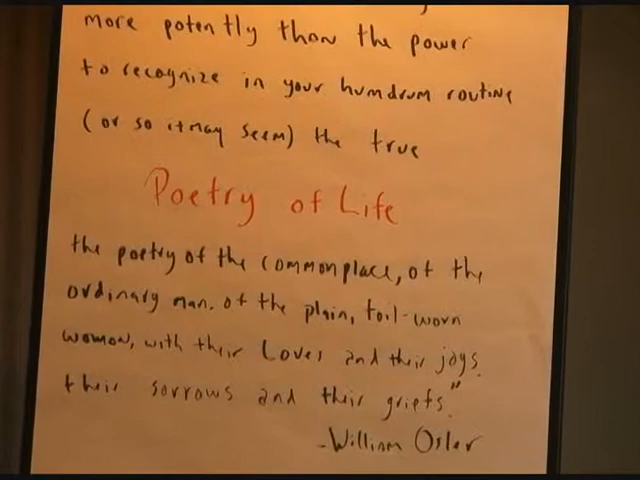 more potently than the power
to recognize in your humdrum routine
(or so it may seem) the true
Poetry of Life
the poetry of the commonplace, of the
ordinary man, of the plain, toil-worn
woman, with their loves and their joys,
their sorrows and their griefs."
-William Osler